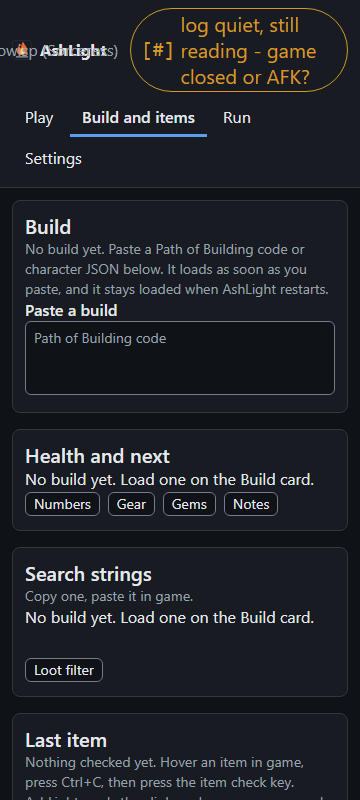 AshLight
[#] log quiet, still
reading - game
closed or AFK?
Play Build and items Run
Settings
Build
No build yet. Paste a Path of Building code or
character JSON below. It loads as soon as you
paste, and it stays loaded when AshLight restarts.
Paste a build
Path of Building code
Health and next
No build yet. Load one on the Build card.
Numbers Gear Gems Notes
Search strings
Copy one, paste it in game.
No build yet. Load one on the Build card.
Loot filter
Last item
Nothing checked yet. Hover an item in game,
press Ctrl+C, then press the item check key.